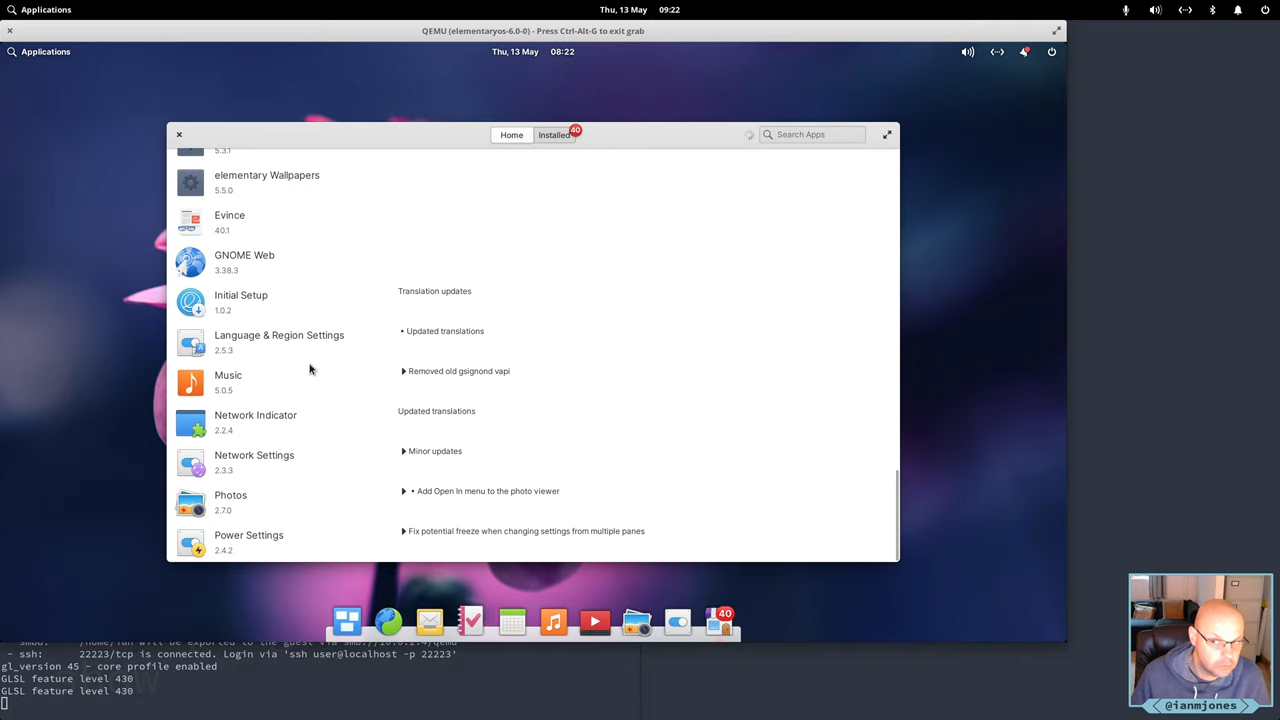 Applications
Thu, 13 May 09:22
QEMU (elementaryos-6.0-0) - Press Ctrl-Alt-G to exit grab
Applications
Thu, 13 May 08:22
Home
Installed
40
Search Apps
5.3.1
elementary Wallpapers
5.5.0
Evince
40.1
GNOME Web
3.38.3
Initial Setup
1.0.2
Translation updates
Language & Region Settings
2.5.3
• Updated translations
Music
5.0.5
Removed old gsignond vapi
Network Indicator
2.2.4
Updated translations
Network Settings
2.3.3
Minor updates
Photos
2.7.0
• Add Open In menu to the photo viewer
Power Settings
2.4.2
Fix potential freeze when changing settings from multiple panes
40
- ssh: 22223/tcp is connected. Login via 'ssh user@localhost -p 22223'
gl_version 45 - core profile enabled
GLSL feature level 430
GLSL feature level 430
@ianmjones